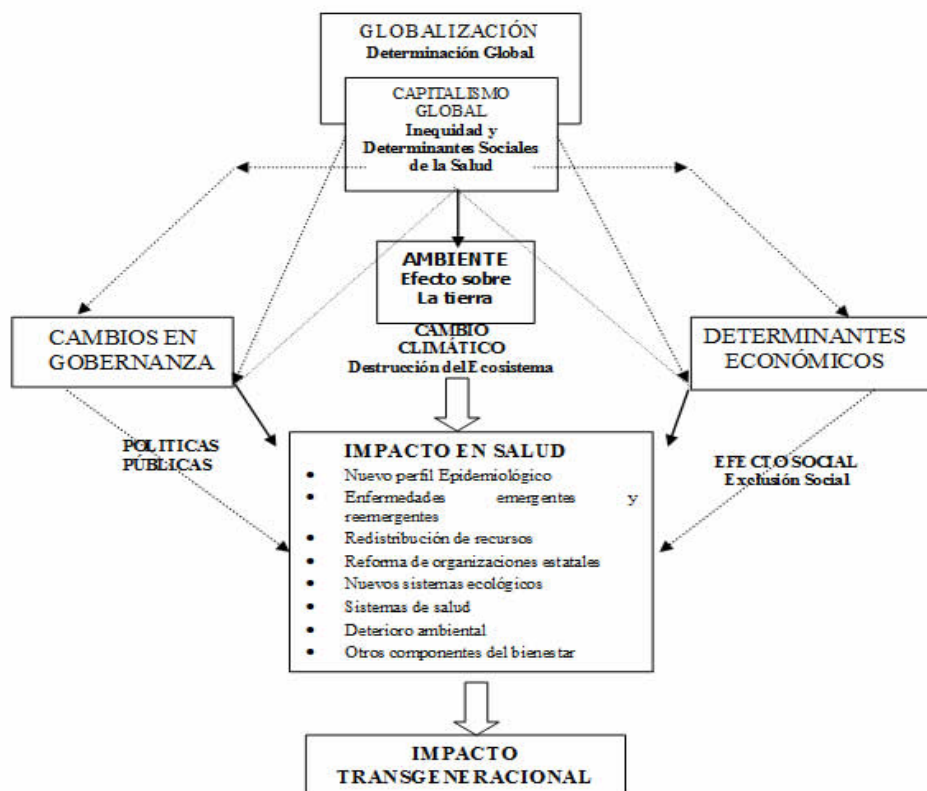 GLOBALIZACIÓN
Determinación Global
CAPITALISMO
GLOBAL
Inequidad y
Determinantes Sociales
de la Salud
AMBIENTE
Efecto sobre
La tierra
CAMBIO
CLIMÁTICO
Destrucción del Ecosistema
CAMBIOS EN
GOBERNANZA
DETERMINANTES
ECONÓMICOS
POLITICAS
PÚBLICAS
EFECTO SOCIAL
Exclusión Social
IMPACTO EN SALUD
• Nuevo perfil Epidemiológico
• Enfermedades emergentes y
reemergentes
• Redistribución de recursos
• Reforma de organizaciones estatales
• Nuevos sistemas ecológicos
• Sistemas de salud
• Deterioro ambiental
• Otros componentes del bienestar
IMPACTO
TRANSGENERACIONAL